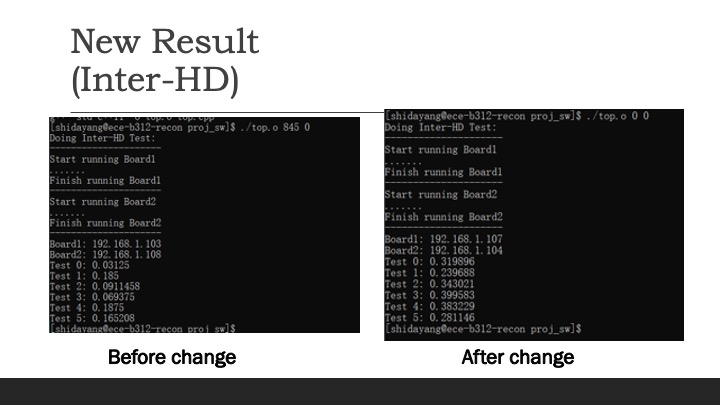 New Result
(Inter-HD)
[shidayang@ece-b312-recon proj_sw]$ ./top.o 845 0
Doing Inter-HD Test:
--------------------
Start running Board1
.......
Finish running Board1
--------------------
Start running Board2
.......
Finish running Board2
--------------------
Board1: 192.168.1.103
Board2: 192.168.1.108
Test 0: 0.03125
Test 1: 0.185
Test 2: 0.0911458
Test 3: 0.069375
Test 4: 0.1875
Test 5: 0.165208
[shidayang@ece-b312-recon proj_sw]$
Before change
[shidayang@ece-b312-recon proj_sw]$ ./top.o 0 0
Doing Inter-HD Test:
--------------------
Start running Board1
.......
Finish running Board1
--------------------
Start running Board2
.......
Finish running Board2
--------------------
Board1: 192.168.1.107
Board2: 192.168.1.104
Test 0: 0.319896
Test 1: 0.239688
Test 2: 0.343021
Test 3: 0.399583
Test 4: 0.383229
Test 5: 0.281146
[shidayang@ece-b312-recon proj_sw]$
After change